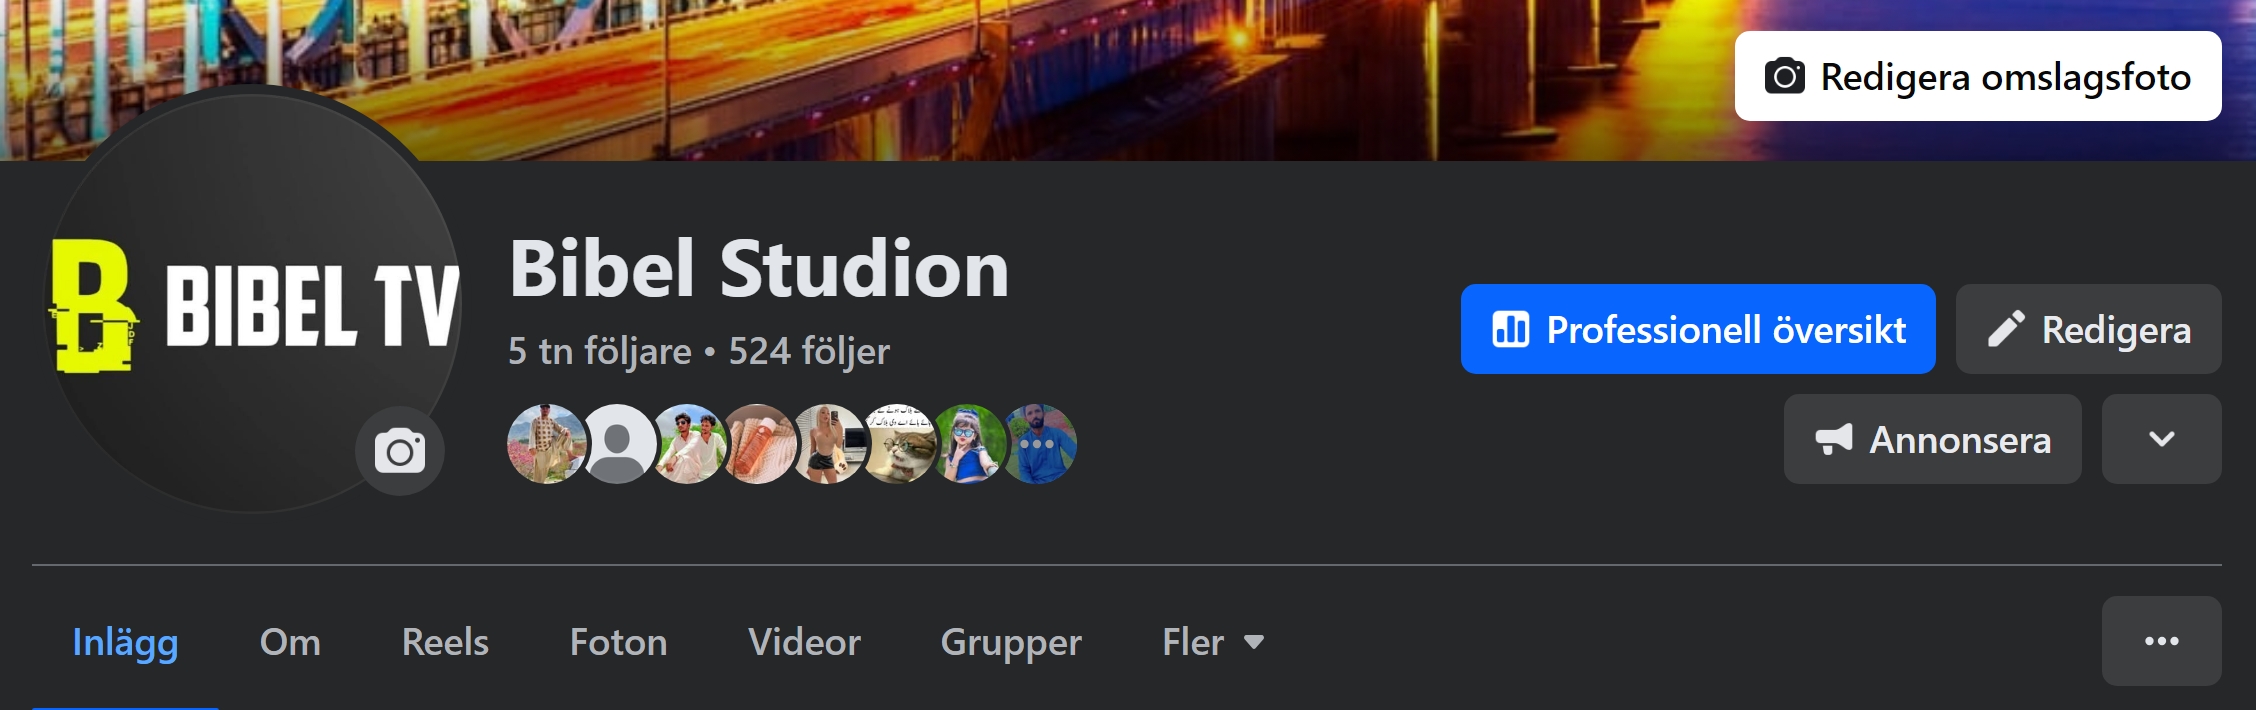 Redigera omslagsfoto
B BIBEL TV
Bibel Studion
5 tn följare • 524 följer
Professionell översikt
Redigera
Annonsera
Inlägg
Om
Reels
Foton
Videor
Grupper
Fler